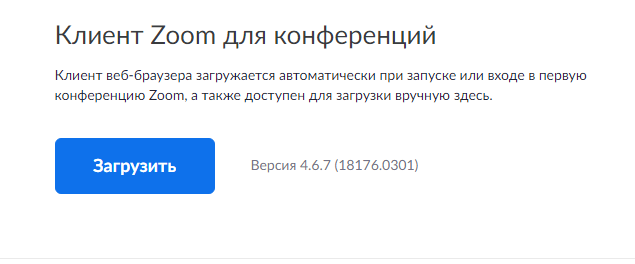 Клиент Zoom для конференций
Клиент веб-браузера загружается автоматически при запуске или входе в первую
конференцию Zoom, а также доступен для загрузки вручную здесь.
Загрузить
Версия 4.6.7 (18176.0301)